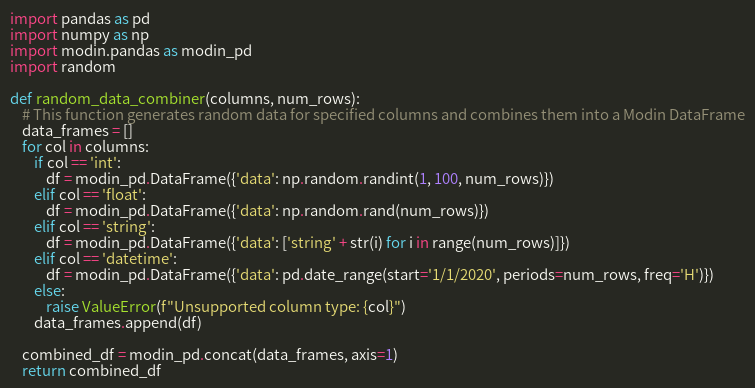 import pandas as pd
import numpy as np
import modin.pandas as modin_pd
import random

def random_data_combiner(columns, num_rows):
    # This function generates random data for specified columns and combines them into a Modin DataFrame
    data_frames = []
    for col in columns:
        if col == 'int':
            df = modin_pd.DataFrame({'data': np.random.randint(1, 100, num_rows)})
        elif col == 'float':
            df = modin_pd.DataFrame({'data': np.random.rand(num_rows)})
        elif col == 'string':
            df = modin_pd.DataFrame({'data': ['string' + str(i) for i in range(num_rows)]})
        elif col == 'datetime':
            df = modin_pd.DataFrame({'data': pd.date_range(start='1/1/2020', periods=num_rows, freq='H')})
        else:
            raise ValueError(f"Unsupported column type: {col}")
        data_frames.append(df)

    combined_df = modin_pd.concat(data_frames, axis=1)
    return combined_df